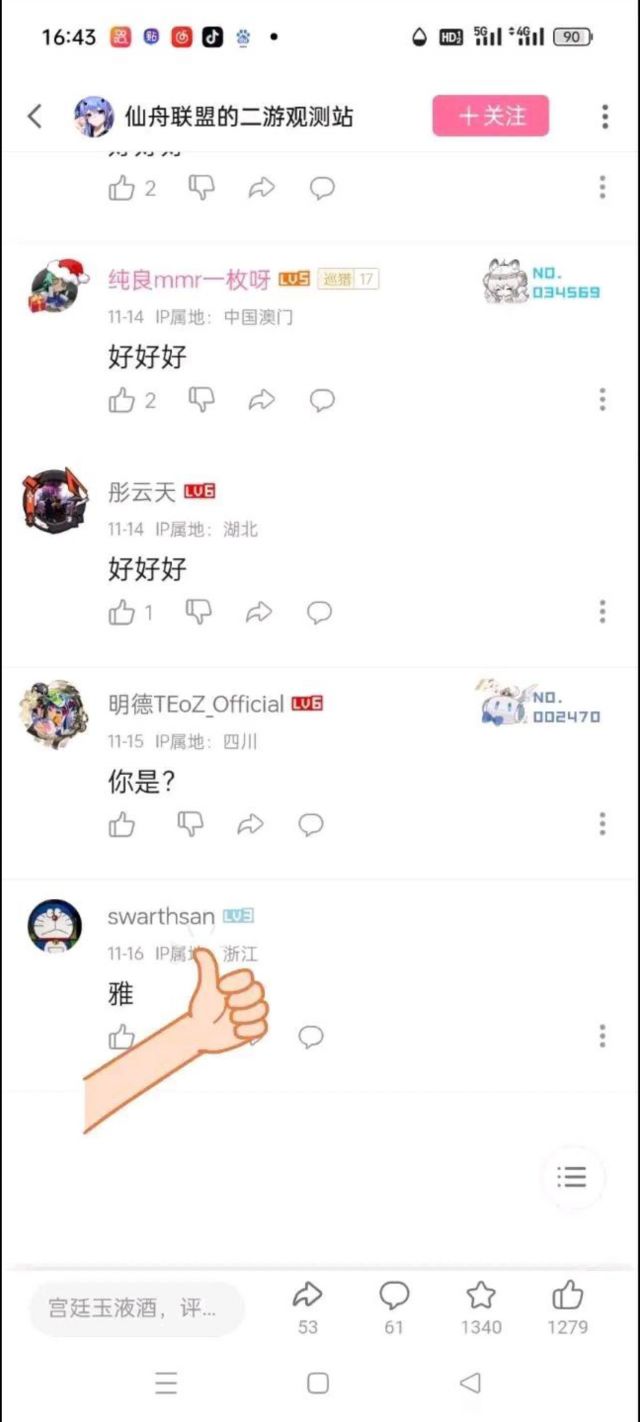 16:43
HD
5G
4G
90
仙舟联盟的二游观测站
十关注
2
纯良mmr一枚呀 LV5 巡猎 17
NO.
034569
11-14 IP属地：中国澳门
好好好
2
彤云天 LV6
11-14 IP属地：湖北
好好好
1
明德TEoZ_Official LV6
NO.
002470
11-15 IP属地：四川
你是？
swarthsan LV3
11-16 IP属 浙江
雅
宫廷玉液酒，评...
53
61
1340
1279